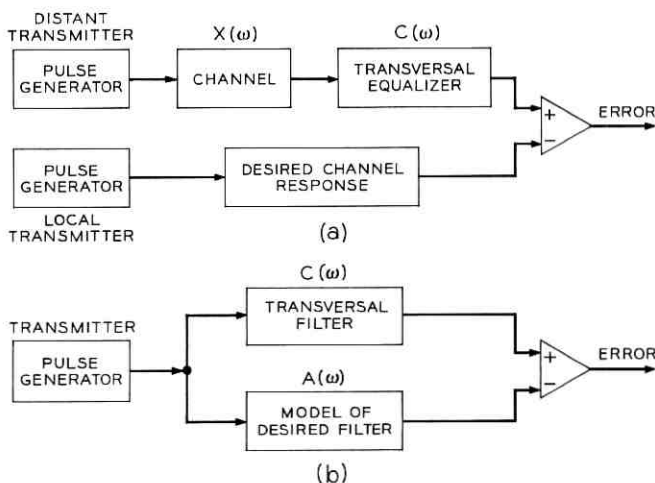 DISTANT
TRANSMITTER
X(ω)
C(ω)
PULSE
GENERATOR
CHANNEL
TRANSVERSAL
EQUALIZER
+
−
ERROR
PULSE
GENERATOR
DESIRED CHANNEL
RESPONSE
LOCAL
TRANSMITTER
(a)
C(ω)
TRANSMITTER
TRANSVERSAL
FILTER
PULSE
GENERATOR
+
−
ERROR
A(ω)
MODEL OF
DESIRED FILTER
(b)